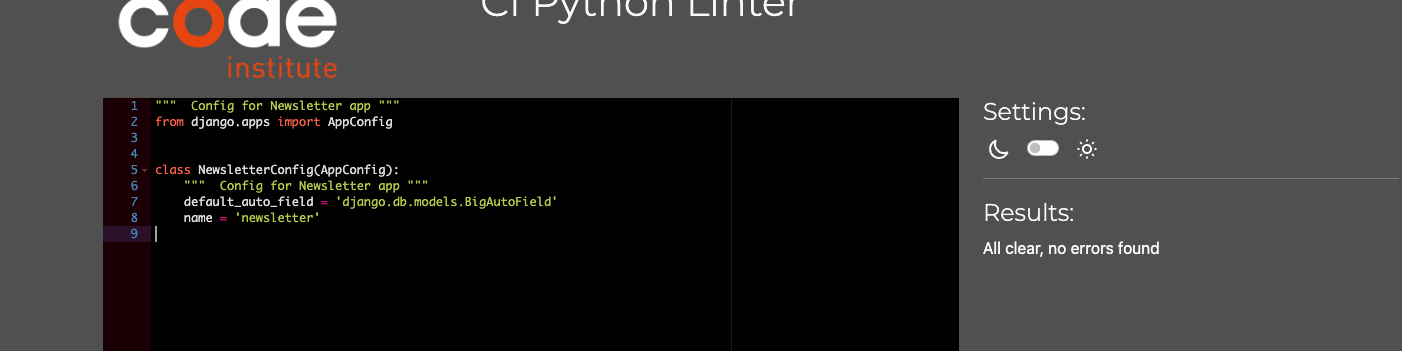 code
institute
CI Python Linter
1 """  Config for Newsletter app """
2 from django.apps import AppConfig
3
4
5 class NewsletterConfig(AppConfig):
6     """  Config for Newsletter app """
7     default_auto_field = 'django.db.models.BigAutoField'
8     name = 'newsletter'
9
Settings:
Results:
All clear, no errors found